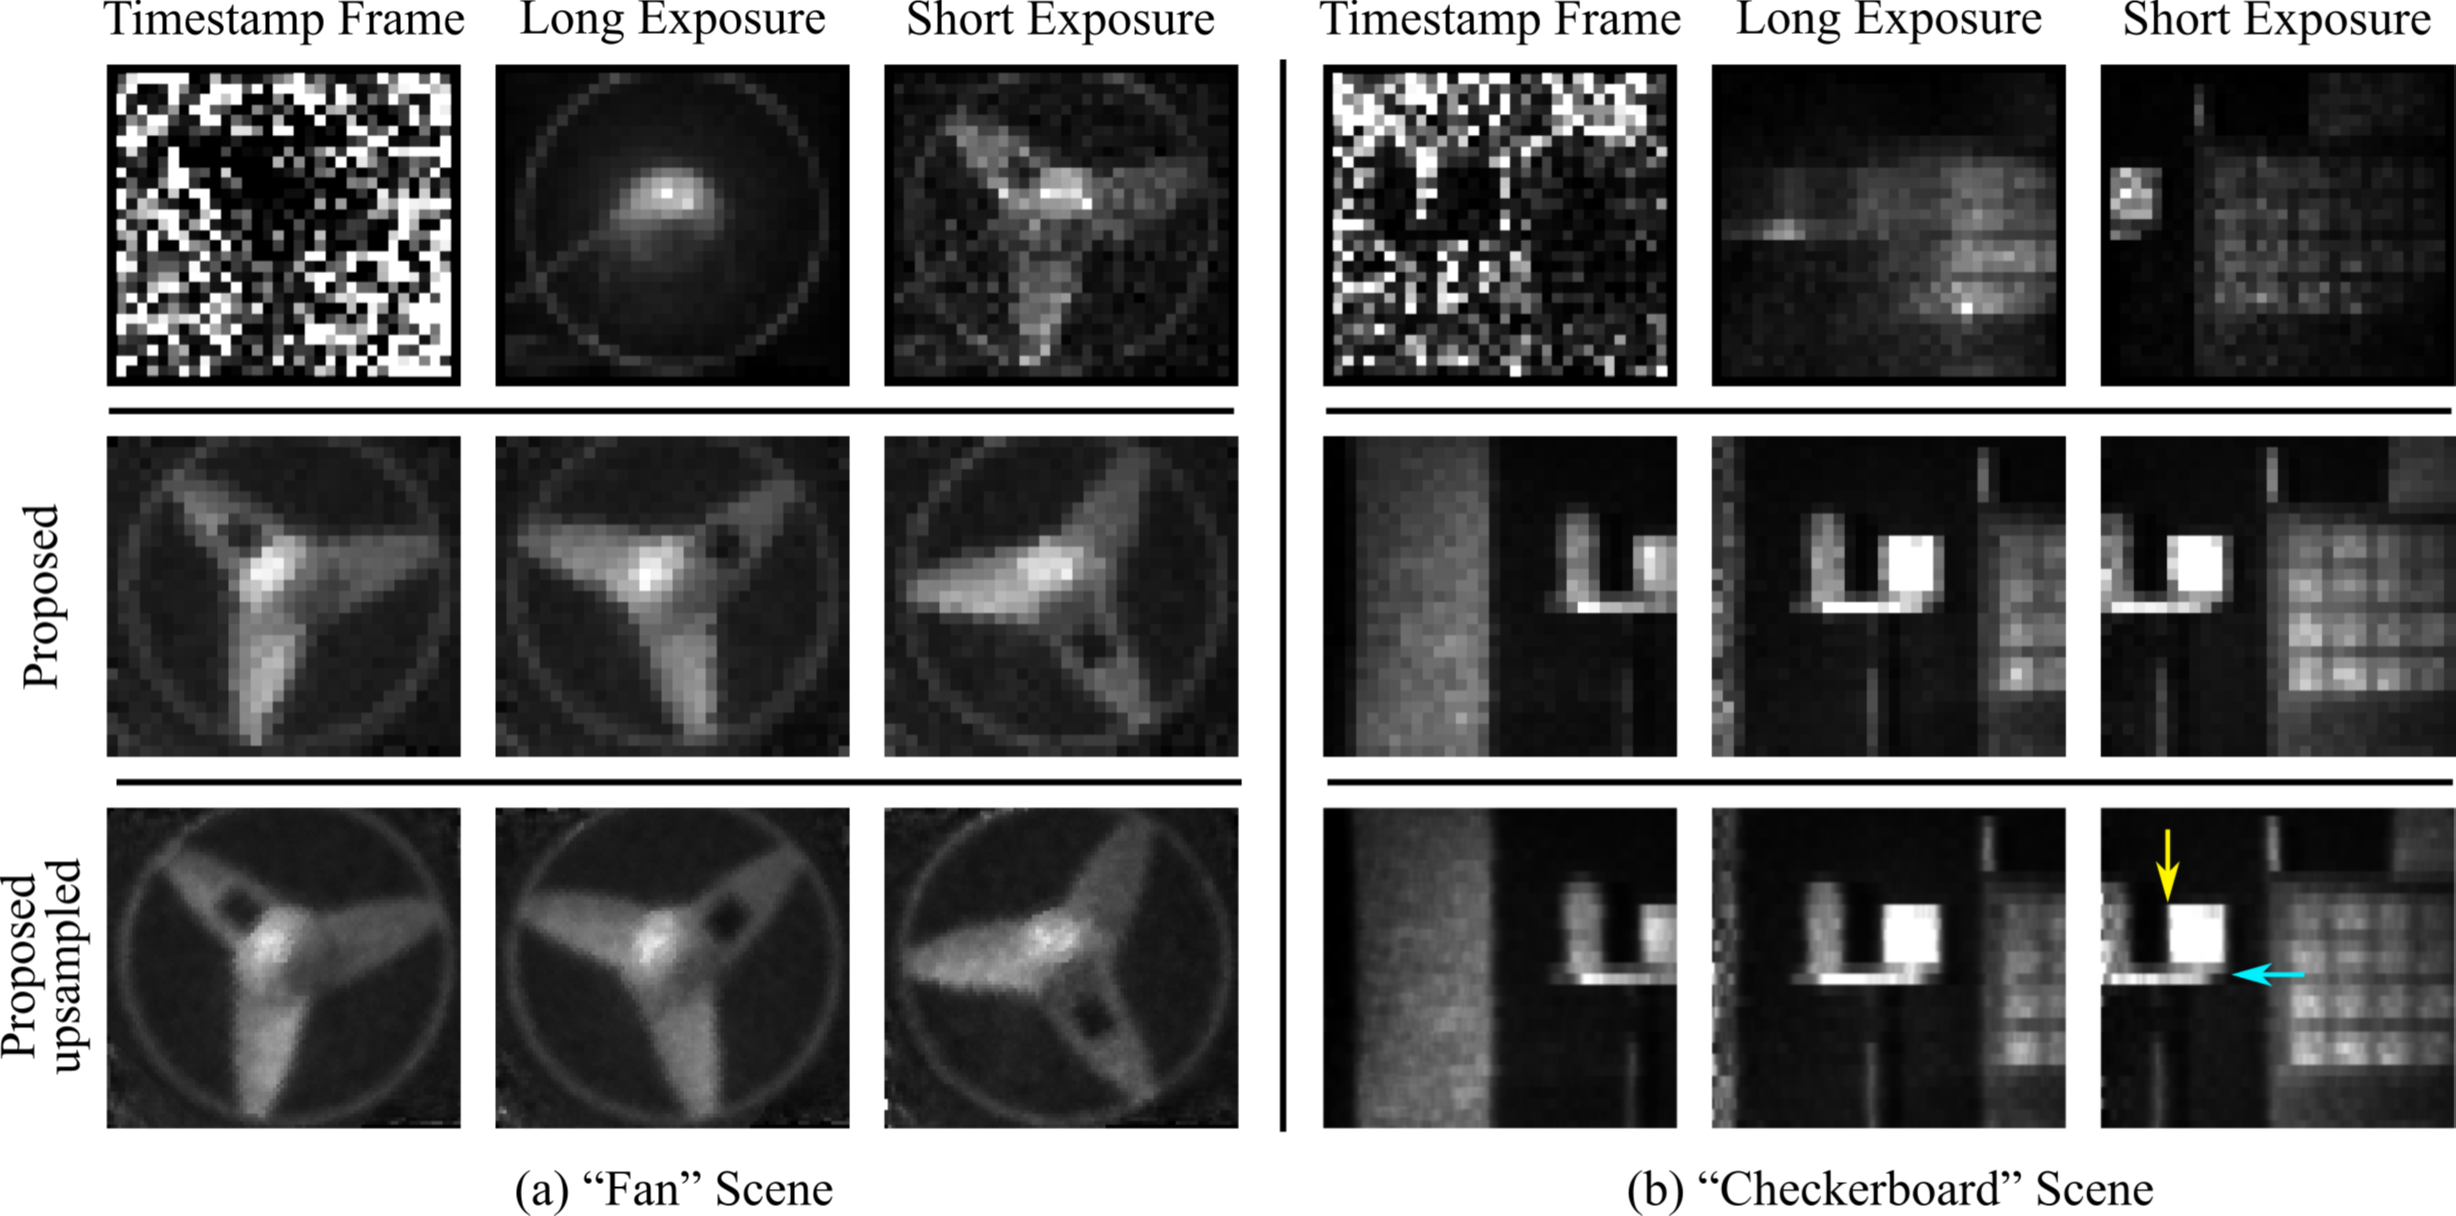 Timestamp Frame Long Exposure Short Exposure Timestamp Frame Long Exposure Short Exposure
Proposed
Proposed
upsampled
(a) “Fan” Scene (b) “Checkerboard” Scene